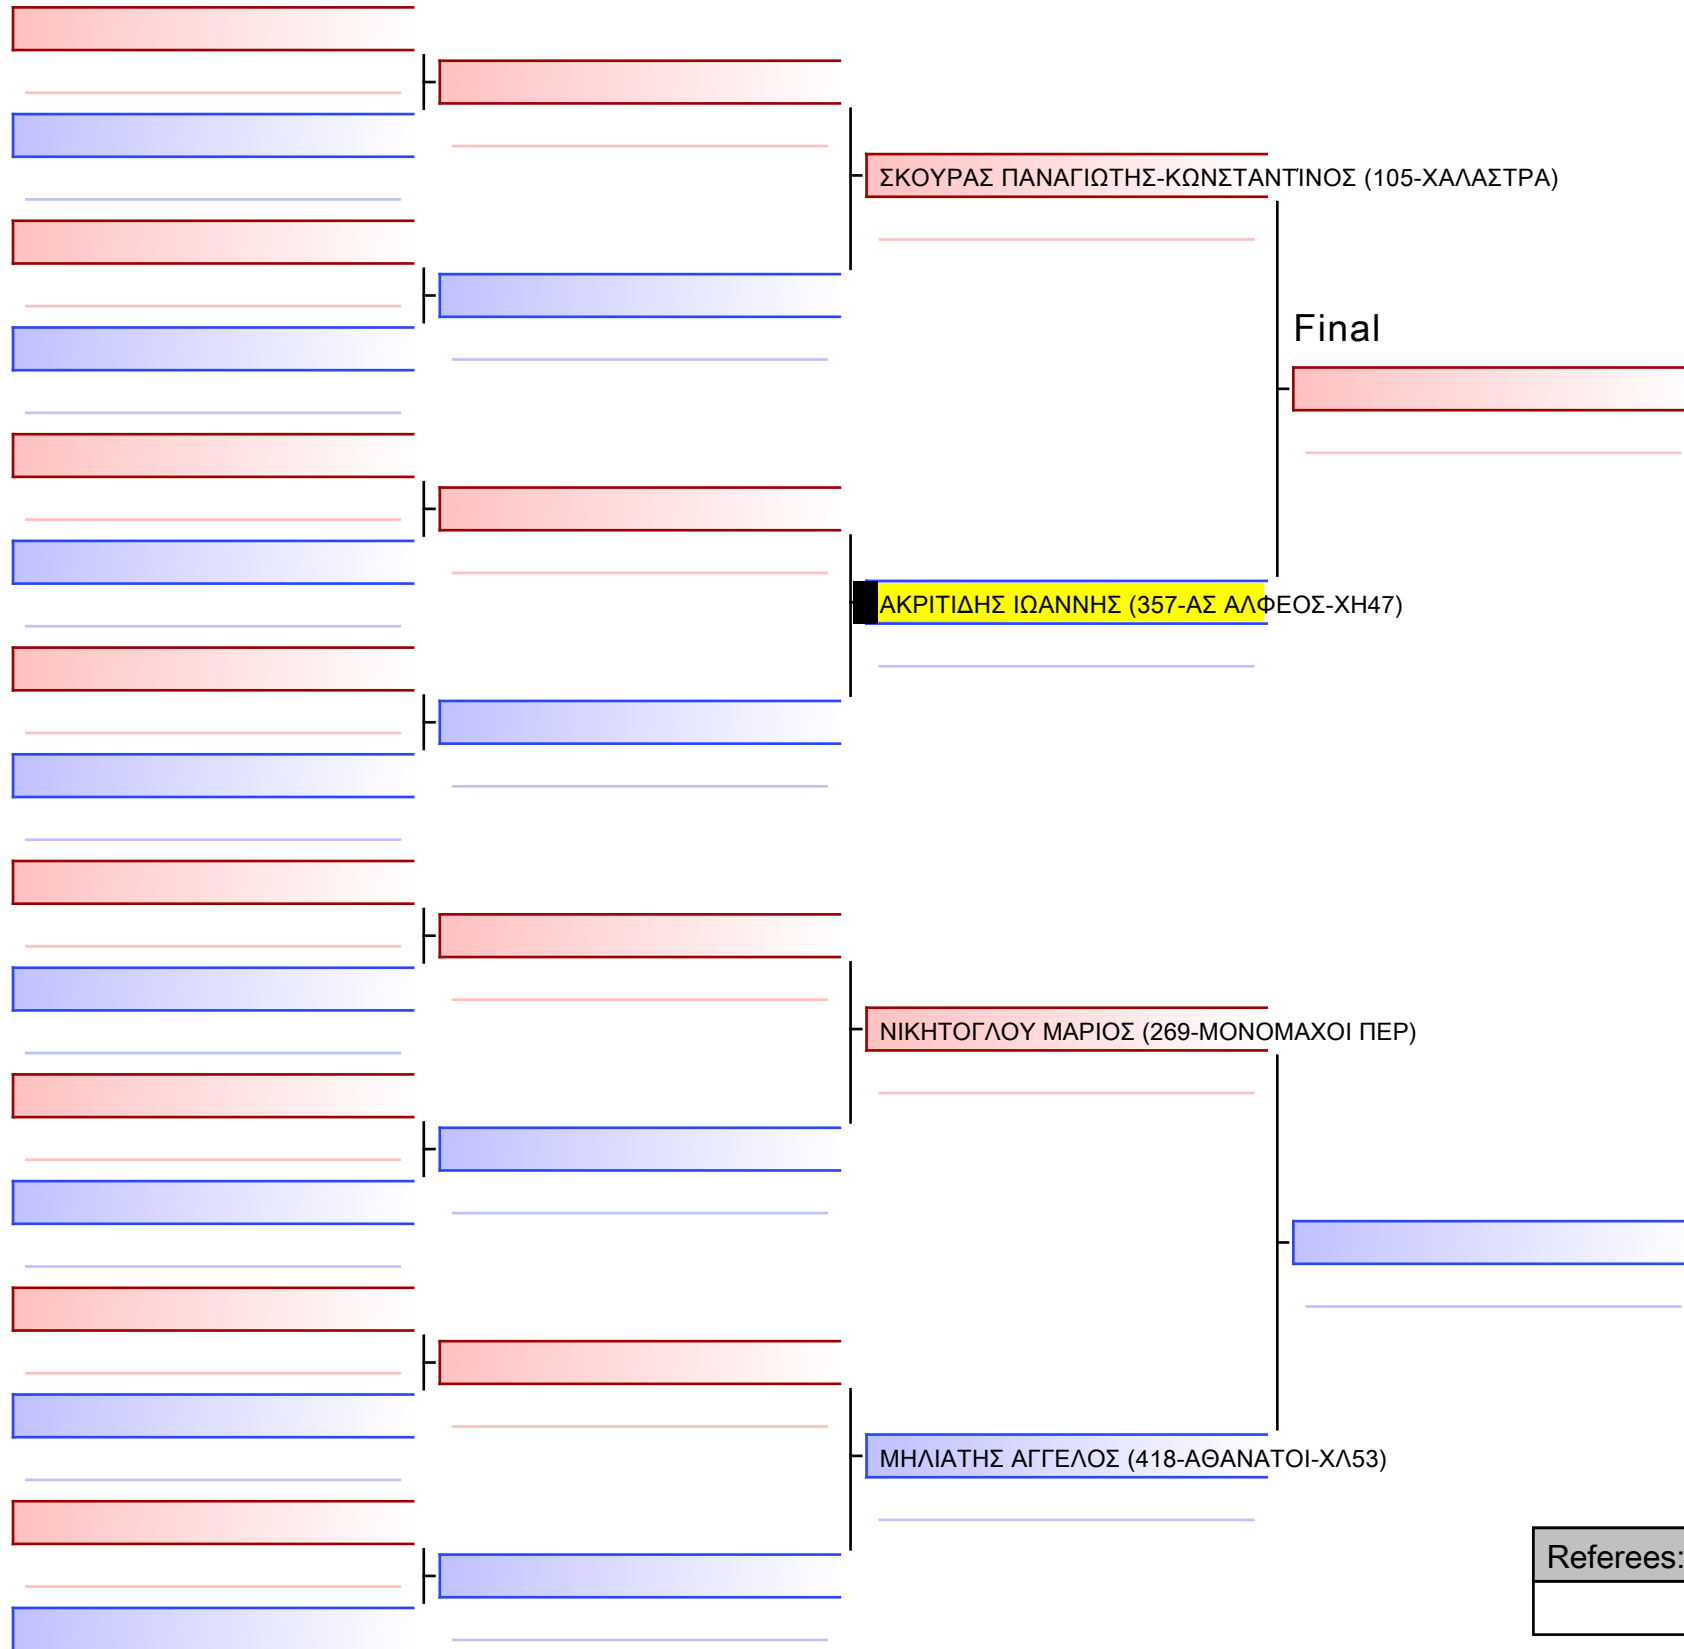 ΣΚΟΥΡΑΣ ΠΑΝΑΓΙΩΤΗΣ-ΚΩΝΣΤΑΝΤΊΝΟΣ (105-ΧΑΛΑΣΤΡΑ)
Final
ΑΚΡΙΤΙΔΗΣ ΙΩΑΝΝΗΣ (357-ΑΣ ΑΛΦΕΟΣ-ΧΗ47)
ΝΙΚΗΤΟΓΛΟΥ ΜΑΡΙΟΣ (269-ΜΟΝΟΜΑΧΟΙ ΠΕΡ)
ΜΗΛΙΑΤΗΣ ΑΓΓΕΛΟΣ (418-ΑΘΑΝΑΤΟΙ-ΧΛ53)
Referees: